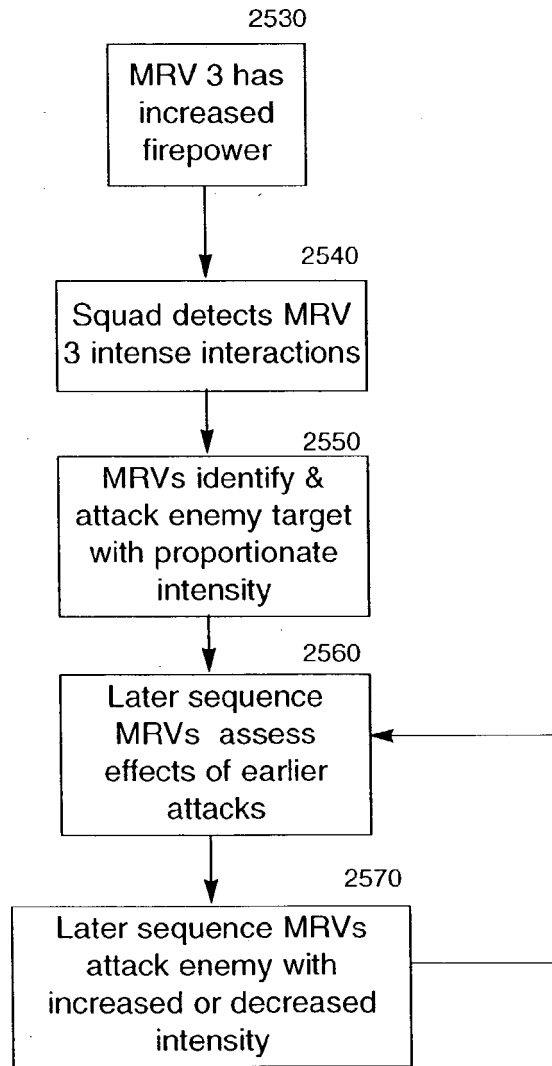 2530
MRV 3 has
increased
firepower
2540
Squad detects MRV
3 intense interactions
2550
MRVs identify &
attack enemy target
with proportionate
intensity
2560
Later sequence
MRVs assess
effects of earlier
attacks
2570
Later sequence MRVs
attack enemy with
increased or decreased
intensity